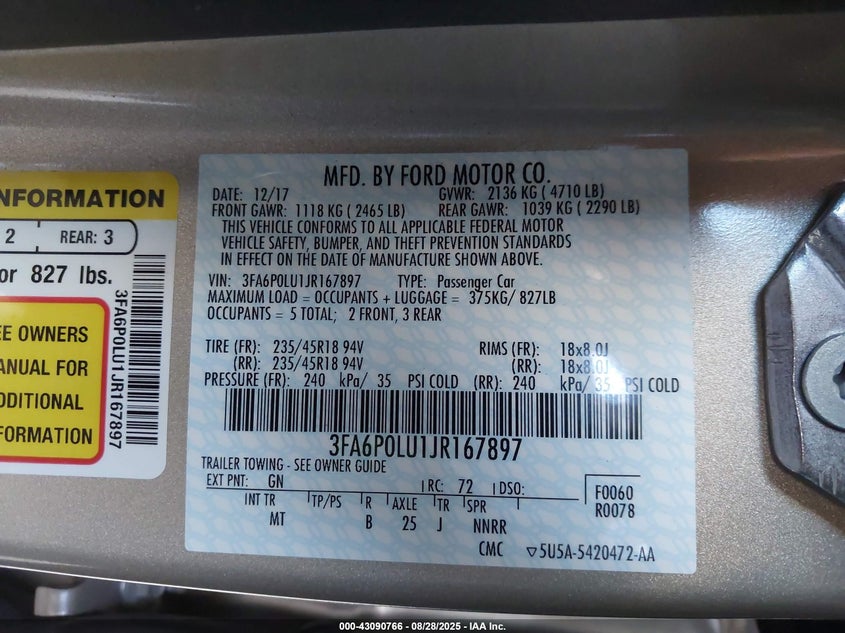 NFORMATION
2 REAR: 3
or 827 lbs.
EE OWNERS
ANUAL FOR
DDITIONAL
FORMATION
3FA6P0LU1JR167897
MFD. BY FORD MOTOR CO.
DATE: 12/17 GVWR: 2136 KG ( 4710 LB)
FRONT GAWR: 1118 KG ( 2465 LB) REAR GAWR: 1039 KG ( 2290 LB)
THIS VEHICLE CONFORMS TO ALL APPLICABLE FEDERAL MOTOR
VEHICLE SAFETY, BUMPER, AND THEFT PREVENTION STANDARDS
IN EFFECT ON THE DATE OF MANUFACTURE SHOWN ABOVE.
VIN: 3FA6P0LU1JR167897 TYPE: Passenger Car
MAXIMUM LOAD = OCCUPANTS + LUGGAGE = 375KG/ 827LB
OCCUPANTS = 5 TOTAL; 2 FRONT, 3 REAR
TIRE (FR): 235/45R18 94V RIMS (FR): 18x8.0J
(RR): 235/45R18 94V (RR): 18x8.0J
PRESSURE (FR): 240 kPa/ 35 PSI COLD (RR): 240 kPa/ 35 PSI COLD
3FA6P0LU1JR167897
TRAILER TOWING - SEE OWNER GUIDE
EXT PNT: GN RC: 72 DSO: F0060
INT TR TP/PS R AXLE TR SPR R0078
MT B 25 J NNRR
CMC ▽5U5A-5420472-AA
000-43090766 - 08/28/2025 - IAA Inc.